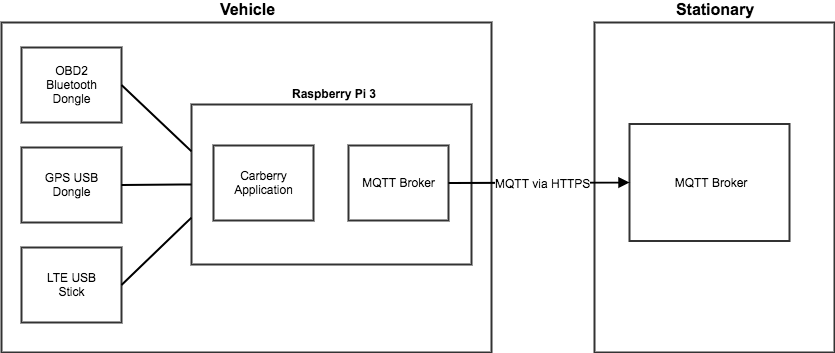 Vehicle
Stationary
OBD2
Bluetooth
Dongle
Raspberry Pi 3
GPS USB
Dongle
Carberry
Application
MQTT Broker
MQTT via HTTPS
MQTT Broker
LTE USB
Stick